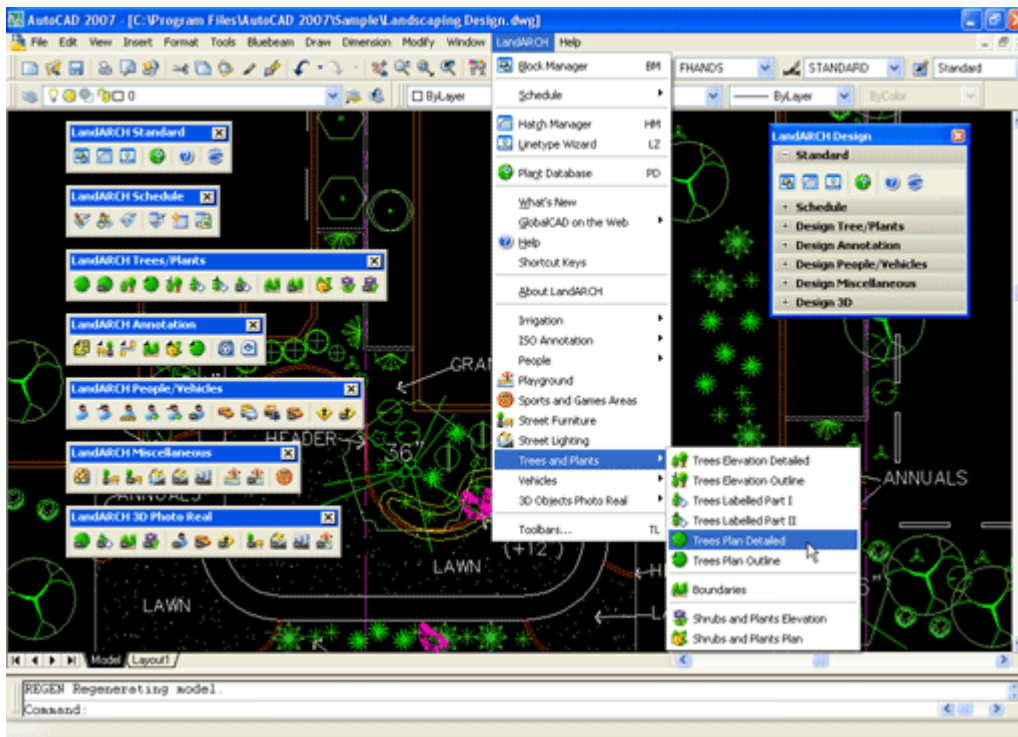 AutoCAD 2007 - [C:\Program Files\AutoCAD 2007\Sample\Landscaping Design.dwg]
File Edit View Insert Format Tools Bluebeam Draw Dimension Modify Window LandARCH Help
FHANDS STANDARD Standard
0 ByLayer ByLayer ByColor
Block Manager BM
Schedule
Hatch Manager HM
Linetype Wizard LZ
Plant Database PD
What's New
GlobalCAD on the Web
Help
Shortcut Keys
About LandARCH
Irrigation
ISO Annotation
People
Playground
Sports and Games Areas
Street Furniture
Street Lighting
Trees and Plants
Vehicles
3D Objects Photo Real
Toolbars... TL
Trees Elevation Detailed
Trees Elevation Outline
Trees Labelled Part I
Trees Labelled Part II
Trees Plan Detailed
Trees Plan Outline
Boundaries
Shrubs and Plants Elevation
Shrubs and Plants Plan
LandARCH Standard
LandARCH Schedule
LandARCH Trees/Plants
LandARCH Annotation
LandARCH People/Vehicles
LandARCH Miscellaneous
LandARCH 3D Photo Real
LandARCH Design
Standard
Schedule
Design Tree/Plants
Design Annotation
Design People/Vehicles
Design Miscellaneous
Design 3D
GRA
HEADER
36"
ANNUALS
ANNUALS
(+12')
LAWN
LAWN
Model Layout1
REGEN Regenerating model.
Command: